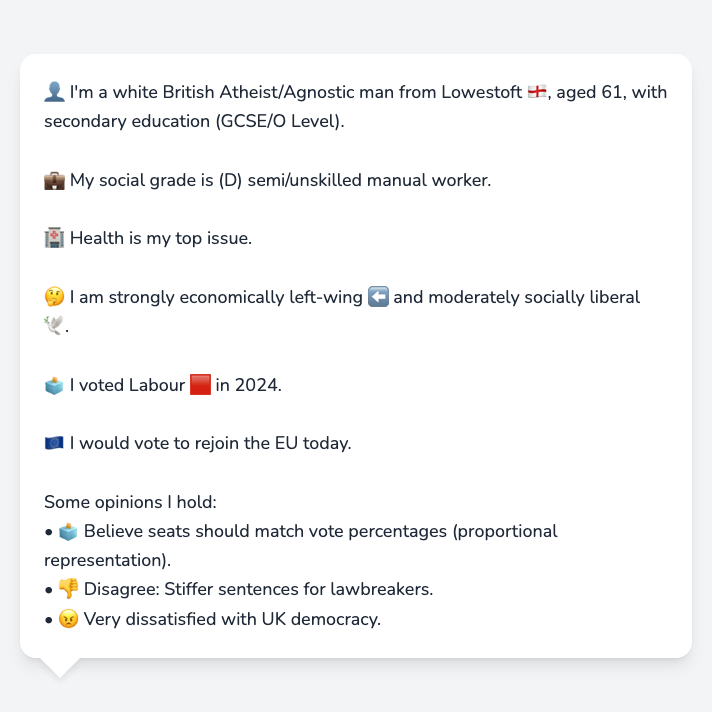 👤 I'm a white British Atheist/Agnostic man from Lowestoft 🏴󠁧󠁢󠁥󠁮󠁧󠁿, aged 61, with
secondary education (GCSE/O Level).
💼 My social grade is (D) semi/unskilled manual worker.
🏥 Health is my top issue.
🤔 I am strongly economically left-wing ⬅️ and moderately socially liberal
🕊️.
🗳️ I voted Labour 🟥 in 2024.
🇪🇺 I would vote to rejoin the EU today.
Some opinions I hold:
• 🗳️ Believe seats should match vote percentages (proportional
representation).
• 👎 Disagree: Stiffer sentences for lawbreakers.
• 😠 Very dissatisfied with UK democracy.